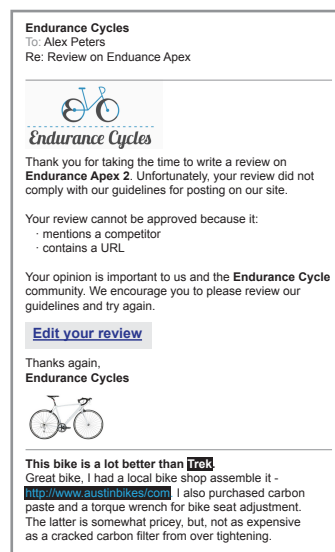 Endurance Cycles
To: Alex Peters
Re: Review on Enduance Apex
Endurance Cycles
Thank you for taking the time to write a review on
Endurance Apex 2. Unfortunately, your review did not
comply with our guidelines for posting on our site.
Your review cannot be approved because it:
· mentions a competitor
· contains a URL
Your opinion is important to us and the Endurance Cycle
community. We encourage you to please review our
guidelines and try again.
Edit your review
Thanks again,
Endurance Cycles
This bike is a lot better than Trek.
Great bike, I had a local bike shop assemble it -
http://www.austinbikes/com. I also purchased carbon
paste and a torque wrench for bike seat adjustment.
The latter is somewhat pricey, but, not as expensive
as a cracked carbon filter from over tightening.